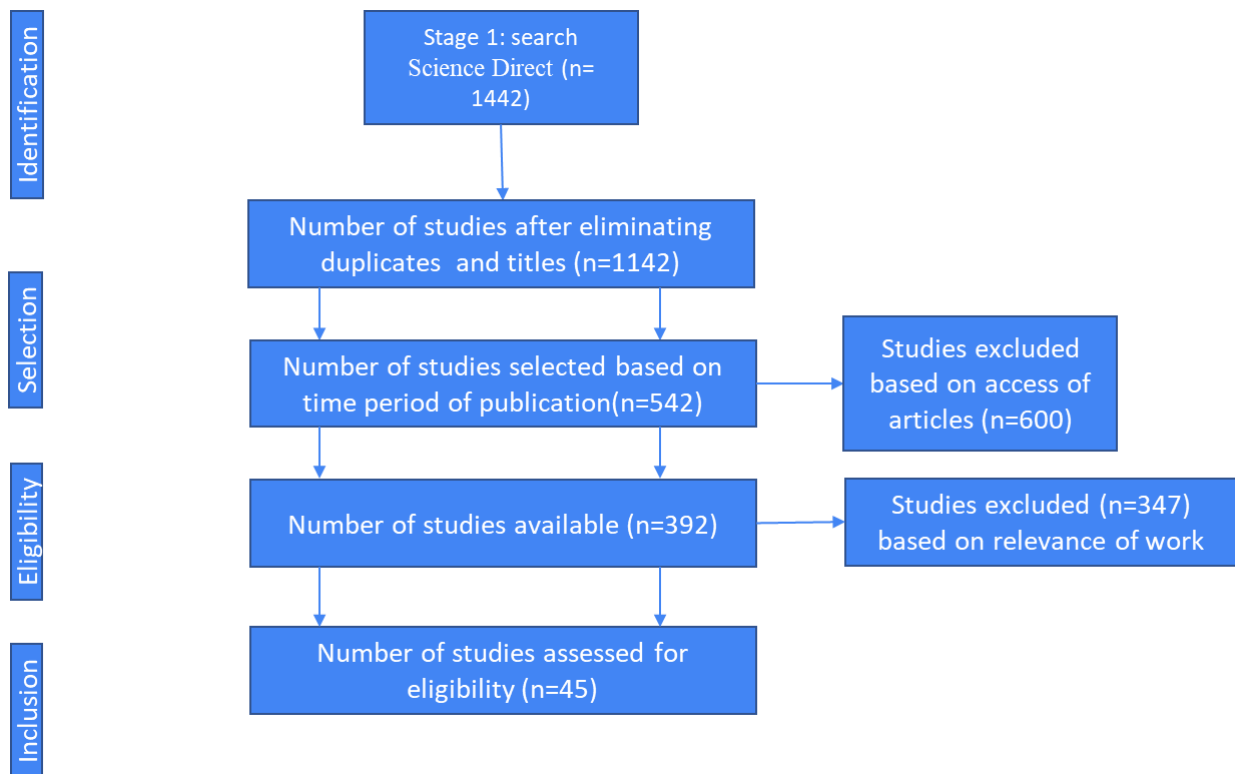 Identification
Stage 1: search
Science Direct (n=
1442)
Number of studies after eliminating
duplicates  and titles (n=1142)
Selection
Number of studies selected based on
time period of publication(n=542)
Studies excluded
based on access of
articles (n=600)
Eligibility
Number of studies available (n=392)
Studies excluded (n=347)
based on relevance of work
Inclusion
Number of studies assessed for
eligibility (n=45)